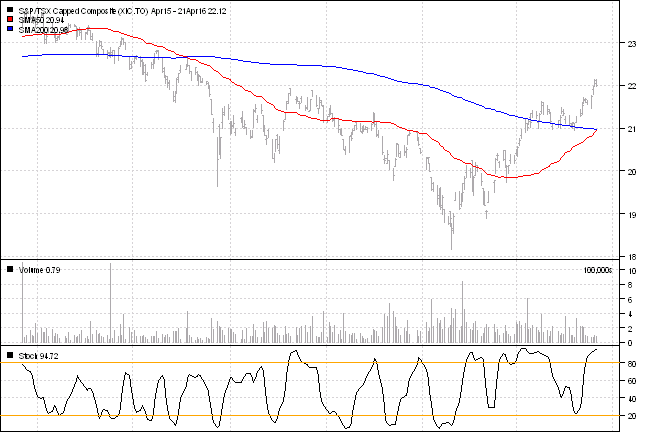 S&P/TSX Capped Composite (XIC.TO) Apr15 - 21Apr16 22.12
SMA50 20.94
SMA200 20.98
23
22
21
20
19
18
Volume 0.79
100,000s
10
8
6
4
2
0
Stoch 94.72
80
60
40
20